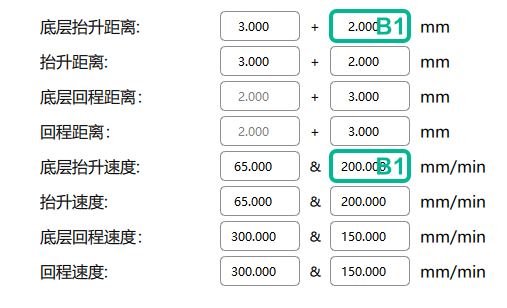 底层抬升距离: 3.000 + 2.000 B1 mm
抬升距离: 3.000 + 2.000 mm
底层回程距离: 2.000 + 3.000 mm
回程距离: 2.000 + 3.000 mm
底层抬升速度: 65.000 & 200.000 B1 mm/min
抬升速度: 65.000 & 200.000 mm/min
底层回程速度: 300.000 & 150.000 mm/min
回程速度: 300.000 & 150.000 mm/min